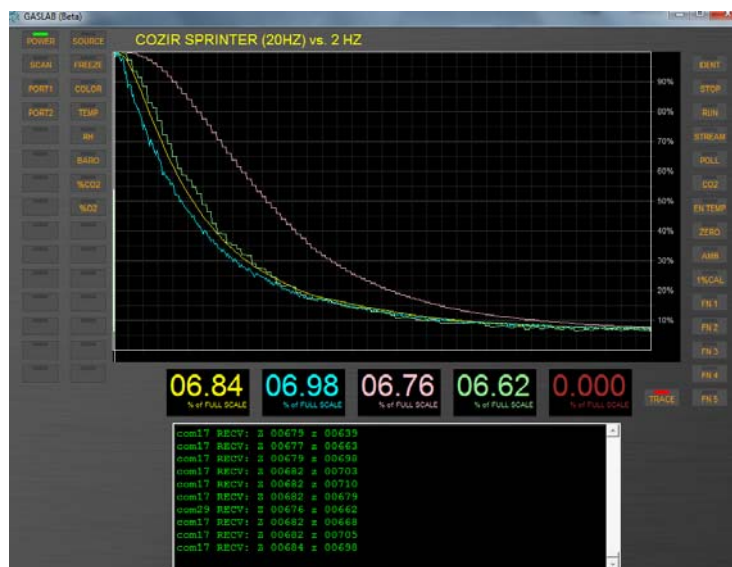 GASLAB (Beta)
POWER SOURCE
COZIR SPRINTER (20HZ) vs. 2 HZ
SCAN FREEZE
PORT1 COLOR
PORT2 TEMP
RH
BARO
%CO2
%O2
90%
80%
70%
60%
50%
40%
30%
20%
10%
IDENT
STOP
RUN
STREAM
POLL
CO2
EN TEMP
ZERO
AMB
1%CAL
FN 1
FN 2
FN 3
FN 4
FN 5
06.84 06.98 06.76 06.62 0.000
% of FULL SCALE % of FULL SCALE % of FULL SCALE % of FULL SCALE % of FULL SCALE
TRACE
com17 RECV: Z 00679 z 00639
com17 RECV: Z 00677 z 00663
com17 RECV: Z 00679 z 00698
com17 RECV: Z 00682 z 00703
com17 RECV: Z 00682 z 00710
com17 RECV: Z 00682 z 00679
com29 RECV: Z 00676 z 00662
com17 RECV: Z 00682 z 00668
com17 RECV: Z 00682 z 00705
com17 RECV: Z 00684 z 00698